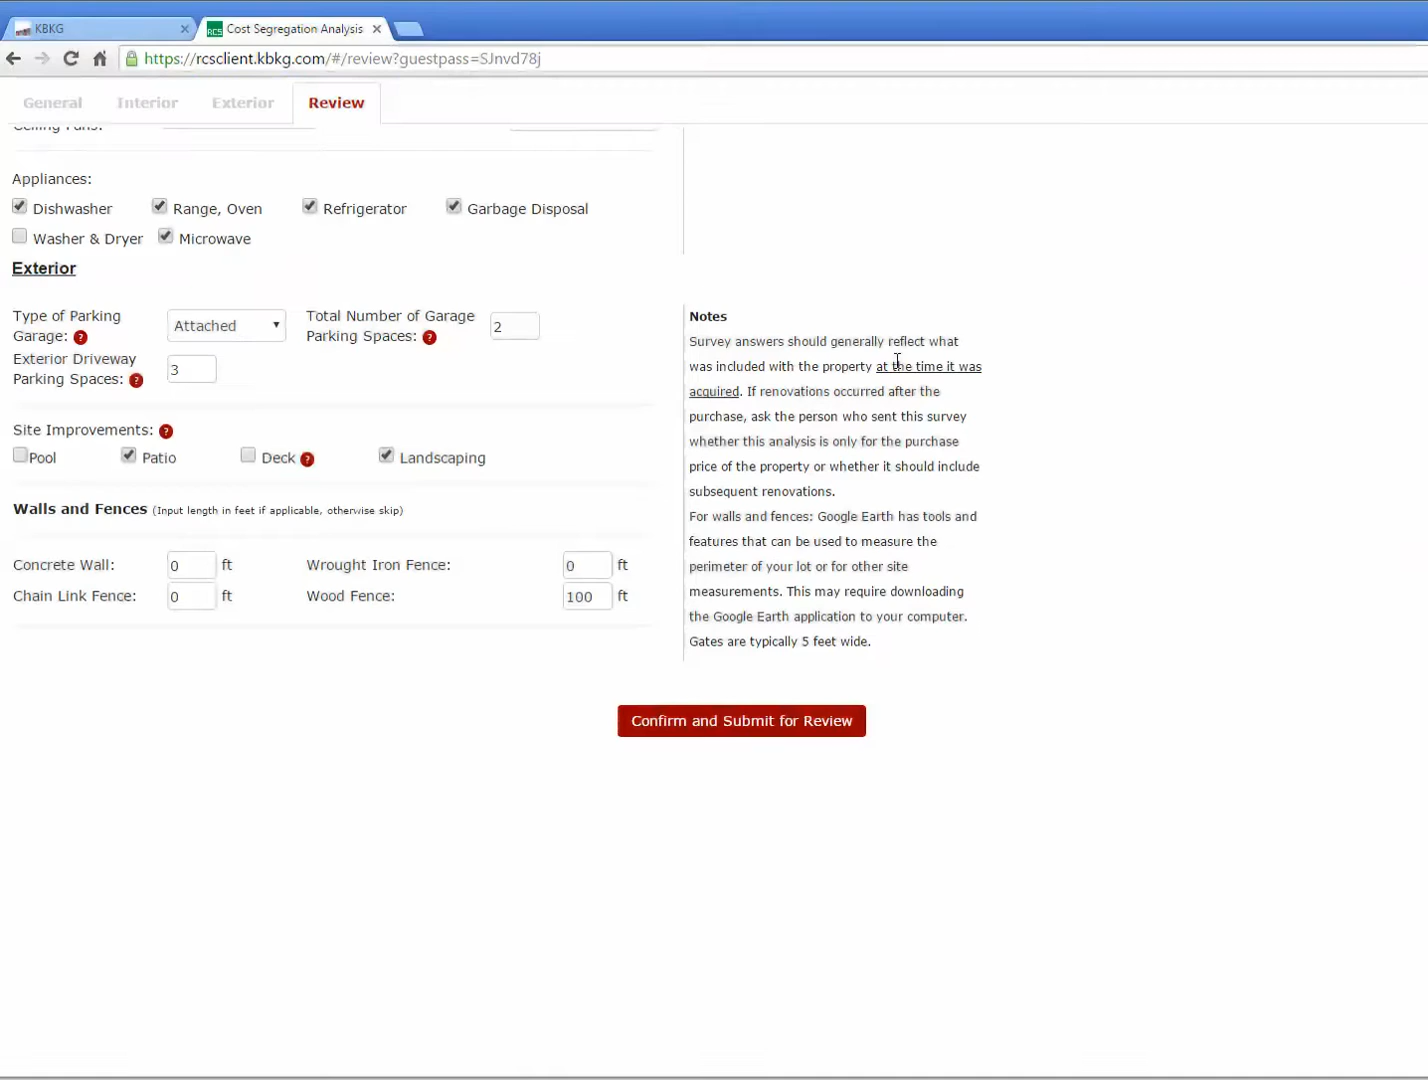 KBKG
RCS Cost Segregation Analysis
https://rcsclient.kbkg.com/#/review?guestpass=SJnvd78j
General Interior Exterior Review
Ceiling Fans:
Appliances:
Dishwasher Range, Oven Refrigerator Garbage Disposal
Washer & Dryer Microwave
Exterior
Type of Parking Garage: ? Attached Total Number of Garage Parking Spaces: ? 2
Exterior Driveway Parking Spaces: ? 3
Site Improvements: ?
Pool Patio Deck ? Landscaping
Walls and Fences (Input length in feet if applicable, otherwise skip)
Concrete Wall: 0 ft Wrought Iron Fence: 0 ft
Chain Link Fence: 0 ft Wood Fence: 100 ft
Notes
Survey answers should generally reflect what
was included with the property at the time it was
acquired. If renovations occurred after the
purchase, ask the person who sent this survey
whether this analysis is only for the purchase
price of the property or whether it should include
subsequent renovations.
For walls and fences: Google Earth has tools and
features that can be used to measure the
perimeter of your lot or for other site
measurements. This may require downloading
the Google Earth application to your computer.
Gates are typically 5 feet wide.
Confirm and Submit for Review